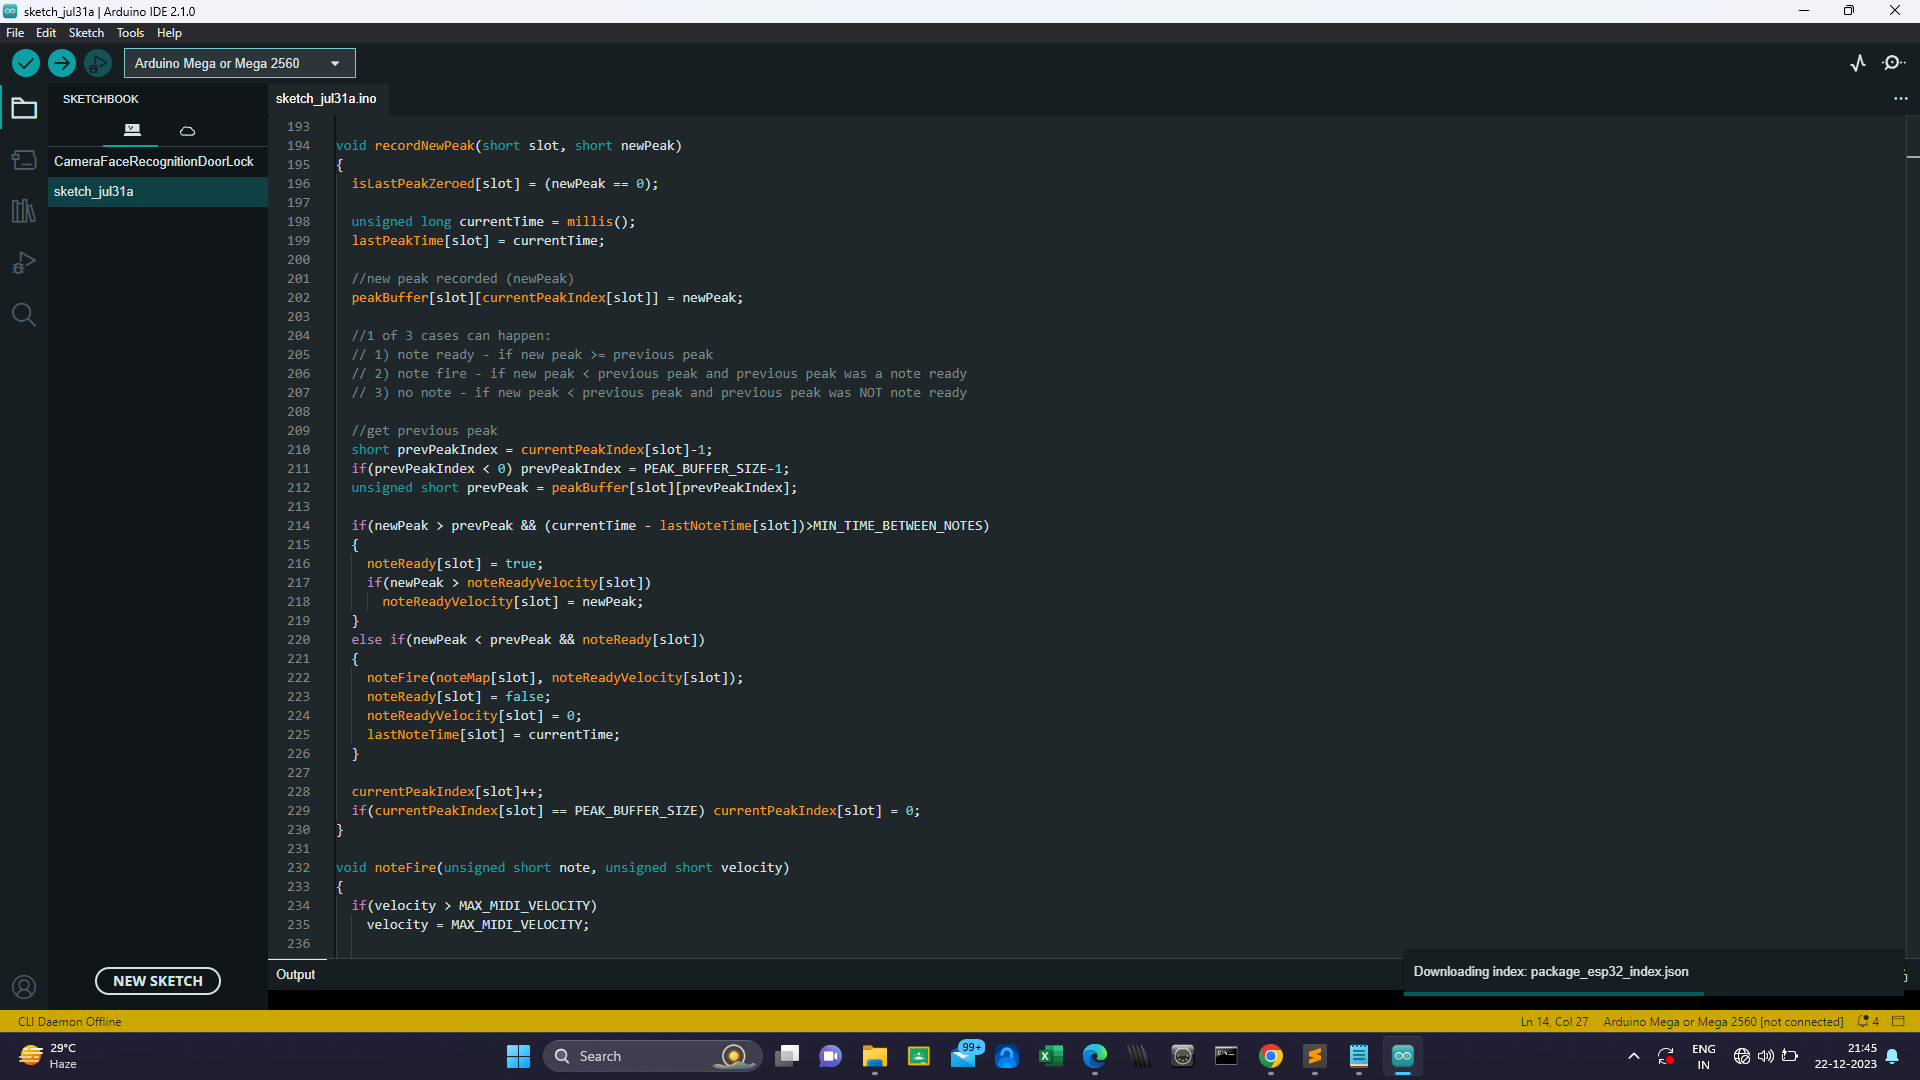 sketch_jul31a | Arduino IDE 2.1.0
File Edit Sketch Tools Help
Arduino Mega or Mega 2560
SKETCHBOOK
CameraFaceRecognitionDoorLock
sketch_jul31a
NEW SKETCH
sketch_jul31a.ino
193
194 void recordNewPeak(short slot, short newPeak)
195 {
196 isLastPeakZeroed[slot] = (newPeak == 0);
197
198 unsigned long currentTime = millis();
199 lastPeakTime[slot] = currentTime;
200
201 //new peak recorded (newPeak)
202 peakBuffer[slot][currentPeakIndex[slot]] = newPeak;
203
204 //1 of 3 cases can happen:
205 // 1) note ready - if new peak >= previous peak
206 // 2) note fire - if new peak < previous peak and previous peak was a note ready
207 // 3) no note - if new peak < previous peak and previous peak was NOT note ready
208
209 //get previous peak
210 short prevPeakIndex = currentPeakIndex[slot]-1;
211 if(prevPeakIndex < 0) prevPeakIndex = PEAK_BUFFER_SIZE-1;
212 unsigned short prevPeak = peakBuffer[slot][prevPeakIndex];
213
214 if(newPeak > prevPeak && (currentTime - lastNoteTime[slot])>MIN_TIME_BETWEEN_NOTES)
215 {
216 noteReady[slot] = true;
217 if(newPeak > noteReadyVelocity[slot])
218 noteReadyVelocity[slot] = newPeak;
219 }
220 else if(newPeak < prevPeak && noteReady[slot])
221 {
222 noteFire(noteMap[slot], noteReadyVelocity[slot]);
223 noteReady[slot] = false;
224 noteReadyVelocity[slot] = 0;
225 lastNoteTime[slot] = currentTime;
226 }
227
228 currentPeakIndex[slot]++;
229 if(currentPeakIndex[slot] == PEAK_BUFFER_SIZE) currentPeakIndex[slot] = 0;
230 }
231
232 void noteFire(unsigned short note, unsigned short velocity)
233 {
234 if(velocity > MAX_MIDI_VELOCITY)
235 velocity = MAX_MIDI_VELOCITY;
236
Output
Downloading index: package_esp32_index.json
CLI Daemon Offline
Ln 14, Col 27 Arduino Mega or Mega 2560 [not connected] 4
29°C
Haze
Search
99+
ENG
IN
21:45
22-12-2023